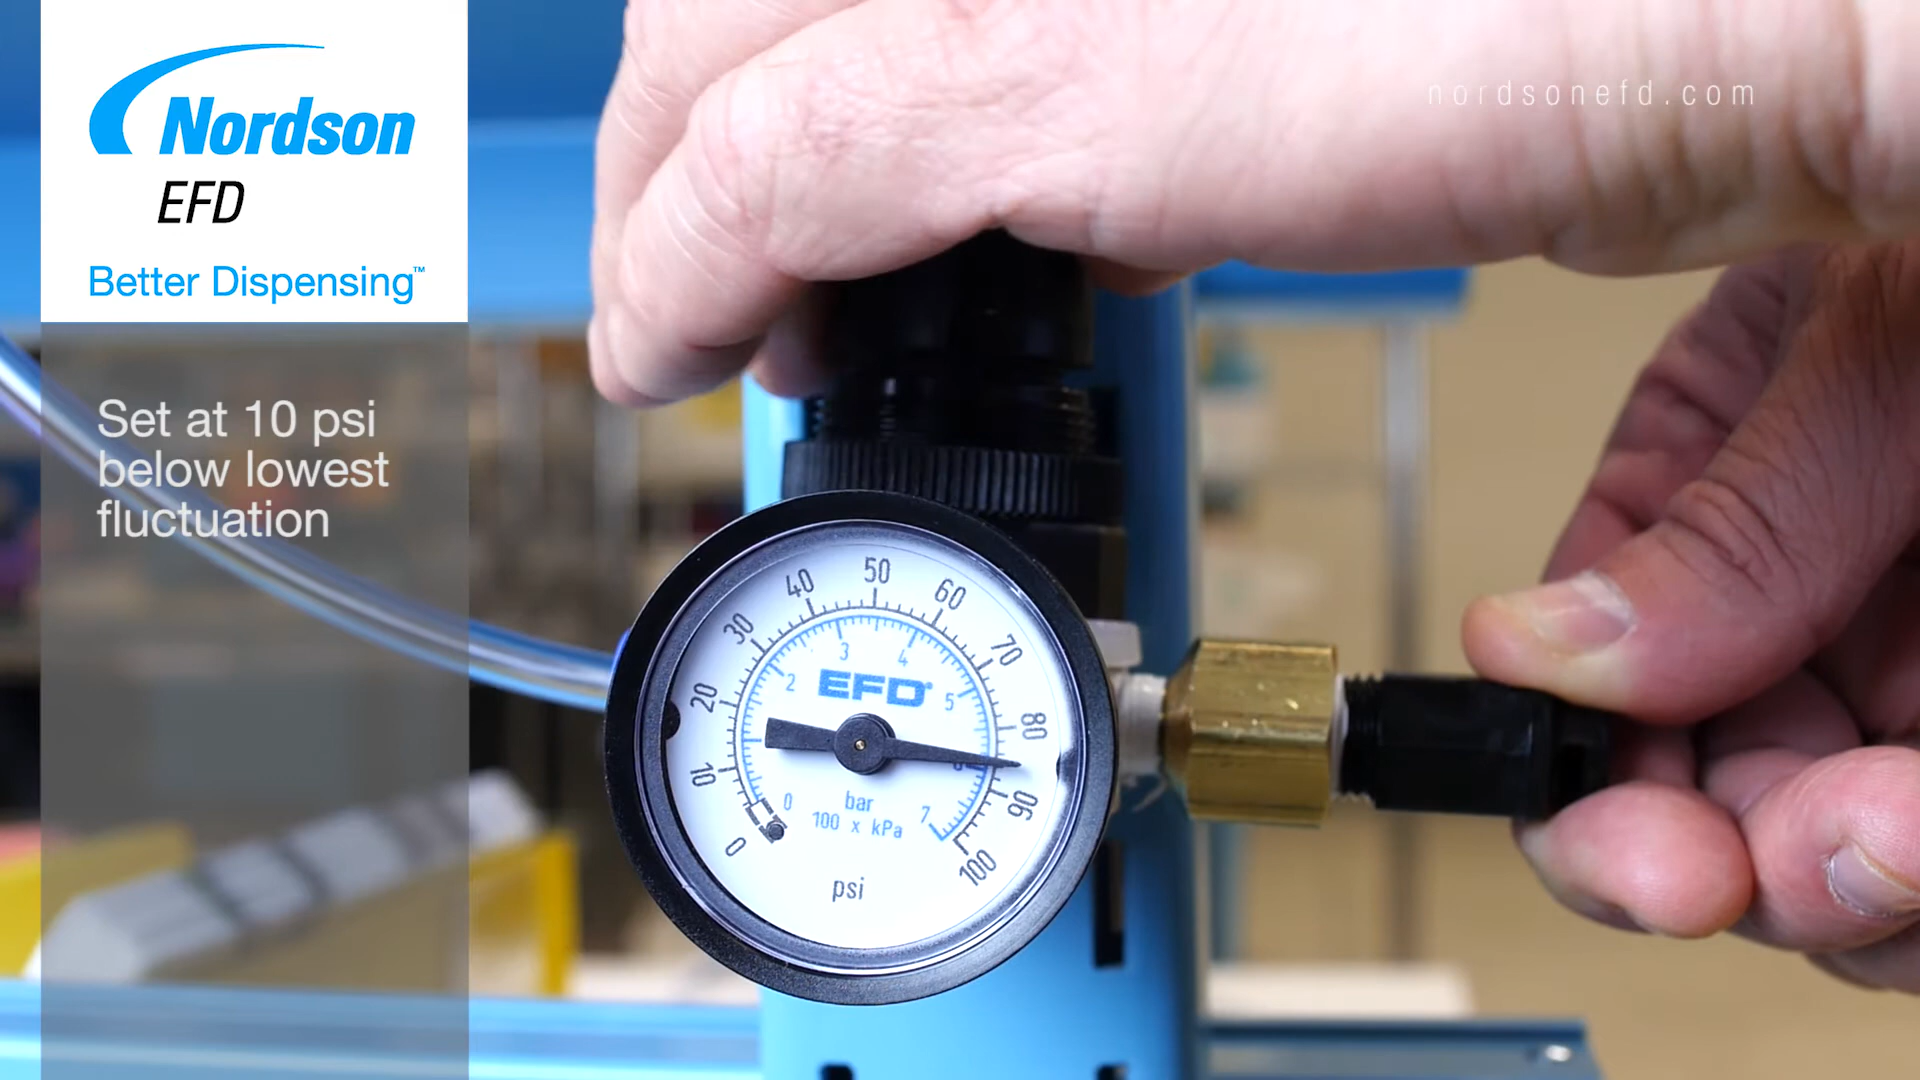 Nordson
EFD
Better Dispensing™
Set at 10 psi
below lowest
fluctuation
nordsonefd.com
0 10 20 30 40 50 60 70 80 90 100
0 2 3 4 5 6 7
EFD®
bar
100 x kPa
psi